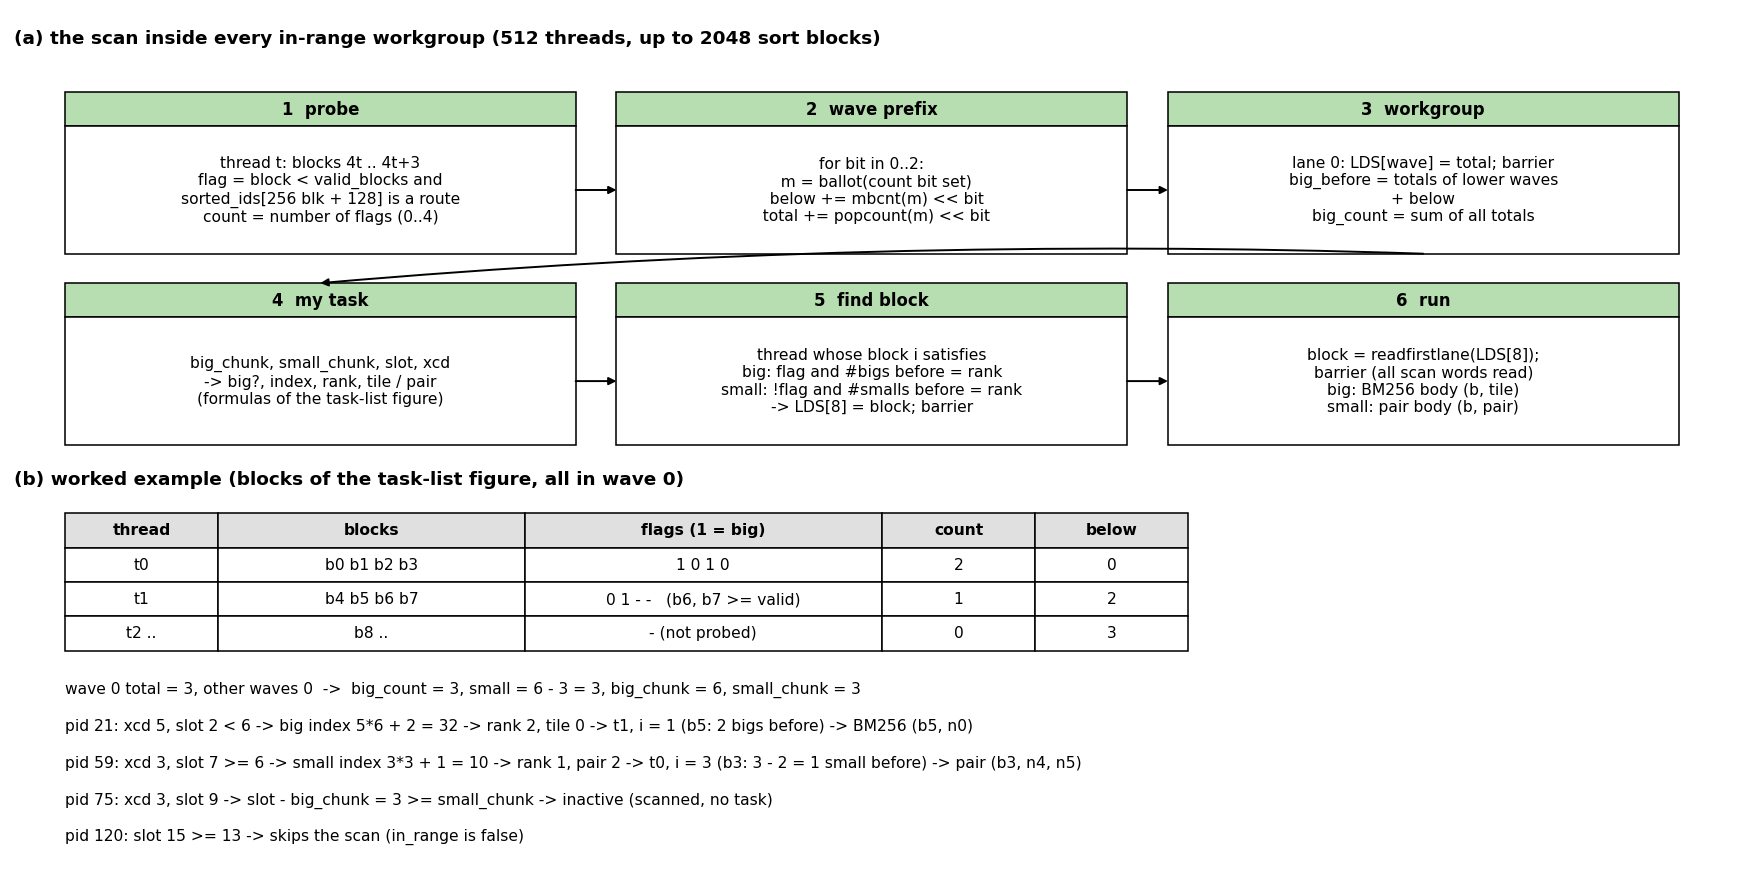 (a) the scan inside every in-range workgroup (512 threads, up to 2048 sort blocks)
1  probe
thread t: blocks 4t .. 4t+3
flag = block < valid_blocks and
sorted_ids[256 blk + 128] is a route
count = number of flags (0..4)
2  wave prefix
for bit in 0..2:
m = ballot(count bit set)
below += mbcnt(m) << bit
total += popcount(m) << bit
3  workgroup
lane 0: LDS[wave] = total; barrier
big_before = totals of lower waves
+ below
big_count = sum of all totals
4  my task
big_chunk, small_chunk, slot, xcd
-> big?, index, rank, tile / pair
(formulas of the task-list figure)
5  find block
thread whose block i satisfies
big: flag and #bigs before = rank
small: !flag and #smalls before = rank
-> LDS[8] = block; barrier
6  run
block = readfirstlane(LDS[8]);
barrier (all scan words read)
big: BM256 body (b, tile)
small: pair body (b, pair)
(b) worked example (blocks of the task-list figure, all in wave 0)
thread blocks flags (1 = big) count below
t0 b0 b1 b2 b3 1 0 1 0 2 0
t1 b4 b5 b6 b7 0 1 - -   (b6, b7 >= valid) 1 2
t2 .. b8 .. - (not probed) 0 3
wave 0 total = 3, other waves 0  ->  big_count = 3, small = 6 - 3 = 3, big_chunk = 6, small_chunk = 3
pid 21: xcd 5, slot 2 < 6 -> big index 5*6 + 2 = 32 -> rank 2, tile 0 -> t1, i = 1 (b5: 2 bigs before) -> BM256 (b5, n0)
pid 59: xcd 3, slot 7 >= 6 -> small index 3*3 + 1 = 10 -> rank 1, pair 2 -> t0, i = 3 (b3: 3 - 2 = 1 small before) -> pair (b3, n4, n5)
pid 75: xcd 3, slot 9 -> slot - big_chunk = 3 >= small_chunk -> inactive (scanned, no task)
pid 120: slot 15 >= 13 -> skips the scan (in_range is false)